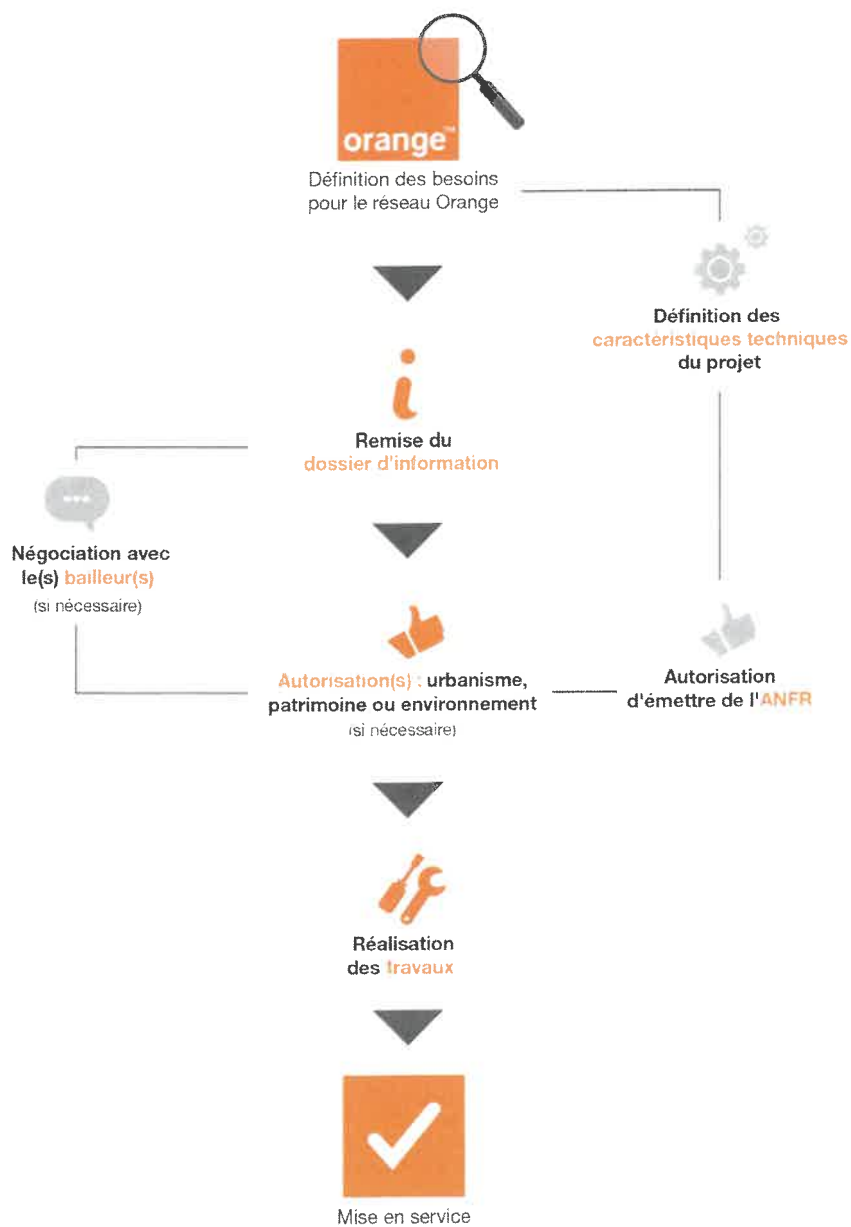 orange™
Définition des besoins
pour le réseau Orange
Définition des
caractéristiques techniques
du projet
Remise du
dossier d'information
Négociation avec
le(s) bailleur(s)
(si nécessaire)
Autorisation(s) : urbanisme,
patrimoine ou environnement
(si nécessaire)
Autorisation
d'émettre de l'ANFR
Réalisation
des travaux
Mise en service